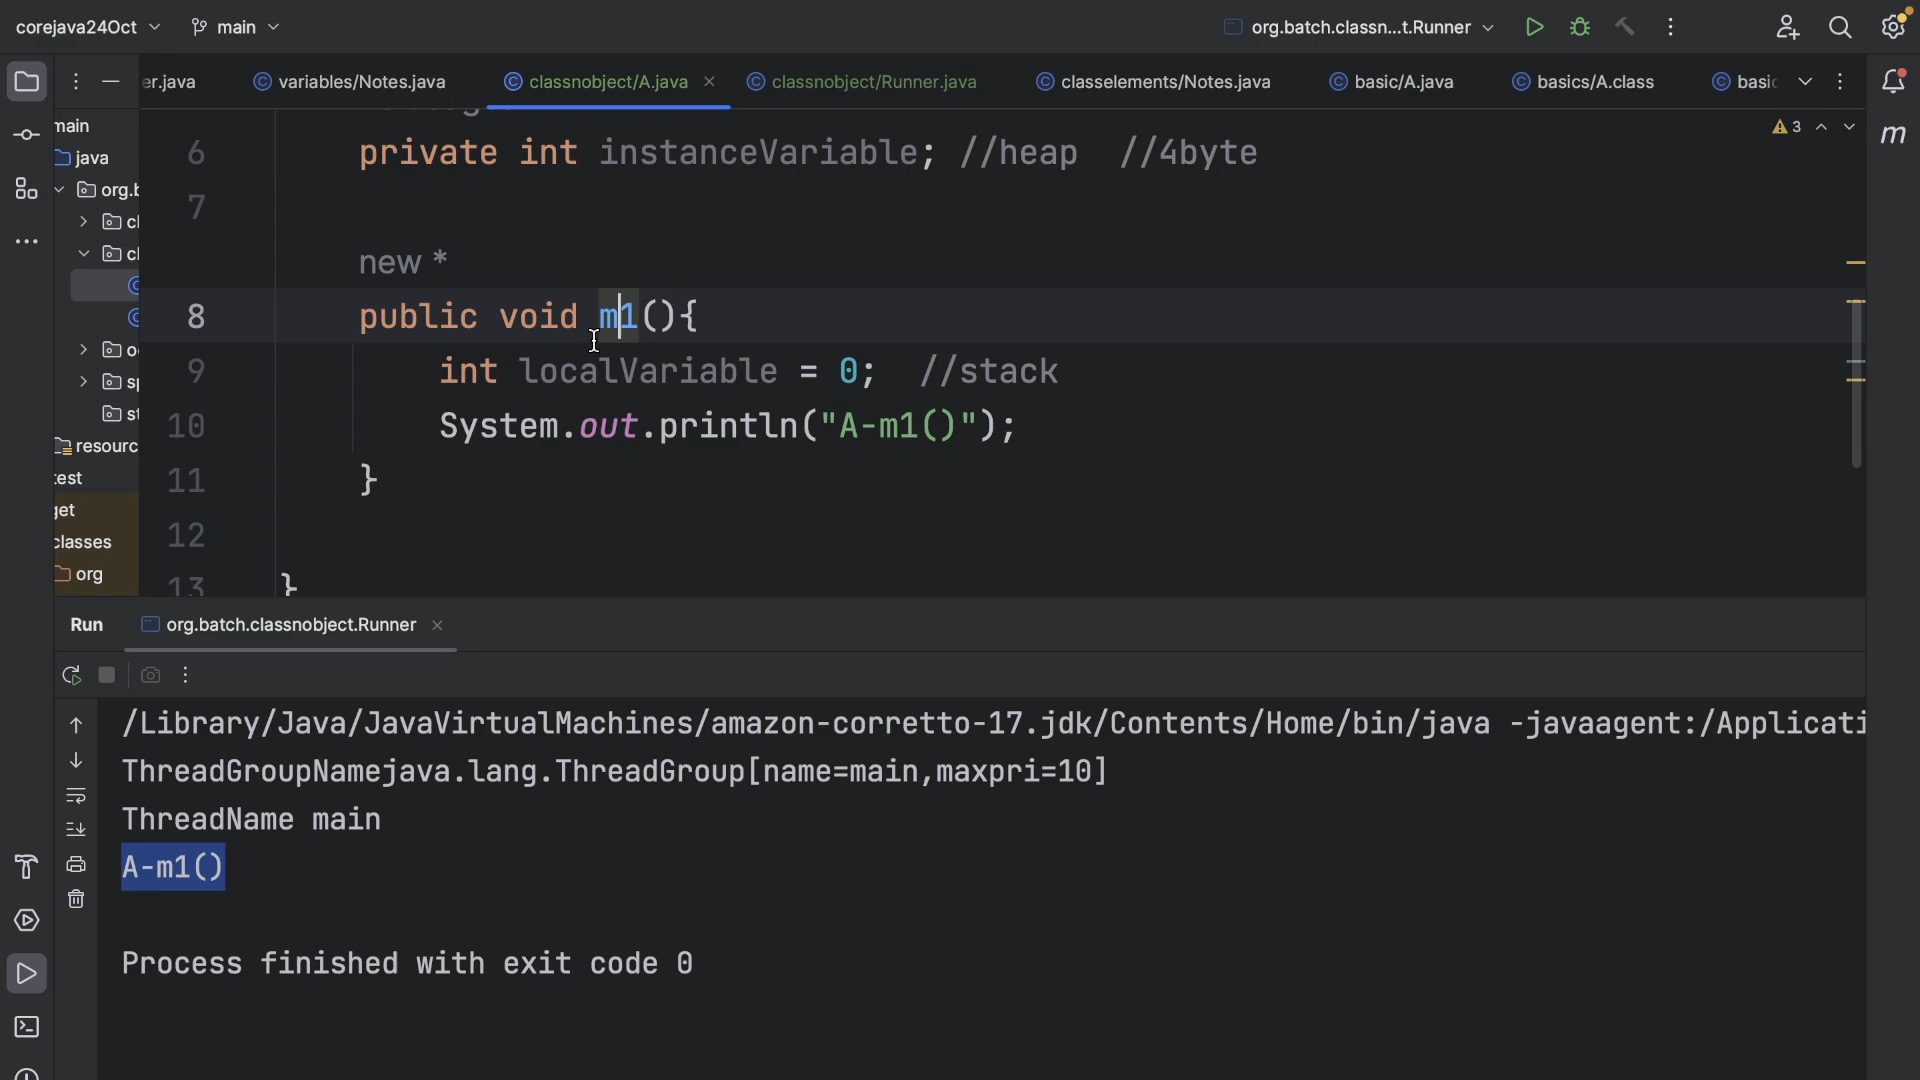 corejava24Oct
main
org.batch.classn...t.Runner
er.java
variables/Notes.java
classnobject/A.java
classnobject/Runner.java
classelements/Notes.java
basic/A.java
basics/A.class
basic
main
java
org.b
cl
cl
o
sp
st
resourc
test
get
classes
org
3
6 private int instanceVariable; //heap //4byte
7
new *
8 public void m1(){
9 int localVariable = 0; //stack
10 System.out.println("A-m1()");
11 }
12
13 }
m
Run
org.batch.classnobject.Runner
/Library/Java/JavaVirtualMachines/amazon-corretto-17.jdk/Contents/Home/bin/java -javaagent:/Applicati
ThreadGroupNamejava.lang.ThreadGroup[name=main,maxpri=10]
ThreadName main
A-m1()
Process finished with exit code 0